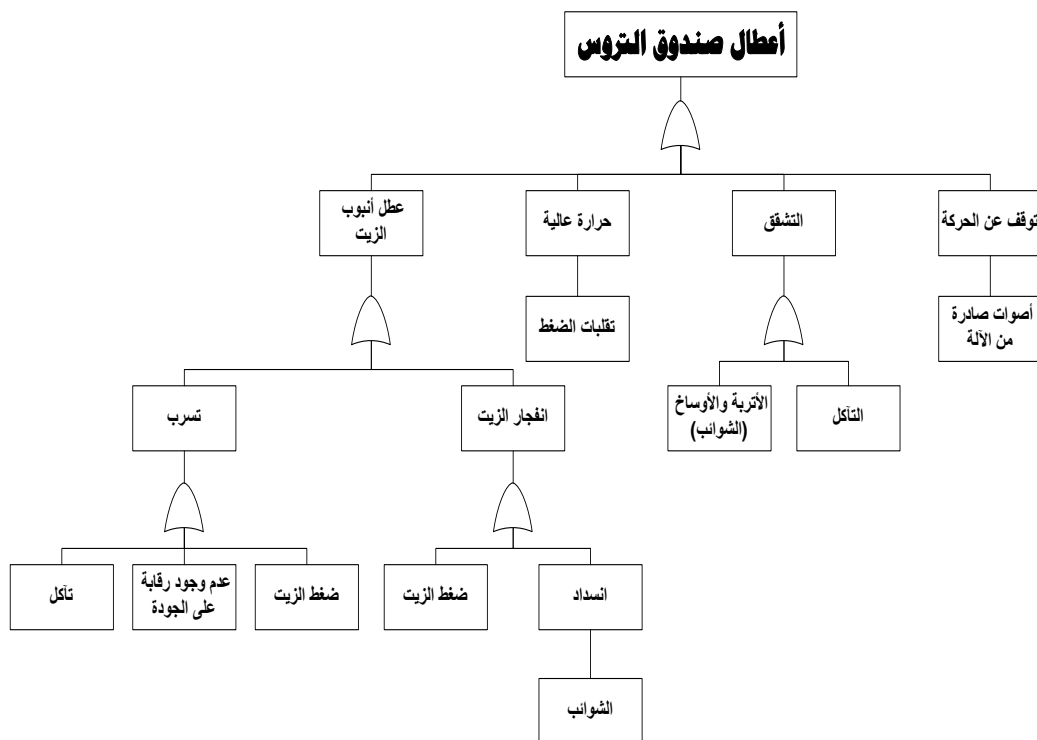 أعطال صندوق التروس
توقف عن الحركة
التشقق
حرارة عالية
عطل أنبوب
الزيت
أصوات صادرة
من الآلة
تقلبات الضغط
التآكل
الأتربة والأوساخ
(الشوائب)
انفجار الزيت
تسرب
انسداد
ضغط الزيت
ضغط الزيت
عدم وجود رقابة
على الجودة
تآكل
الشوائب